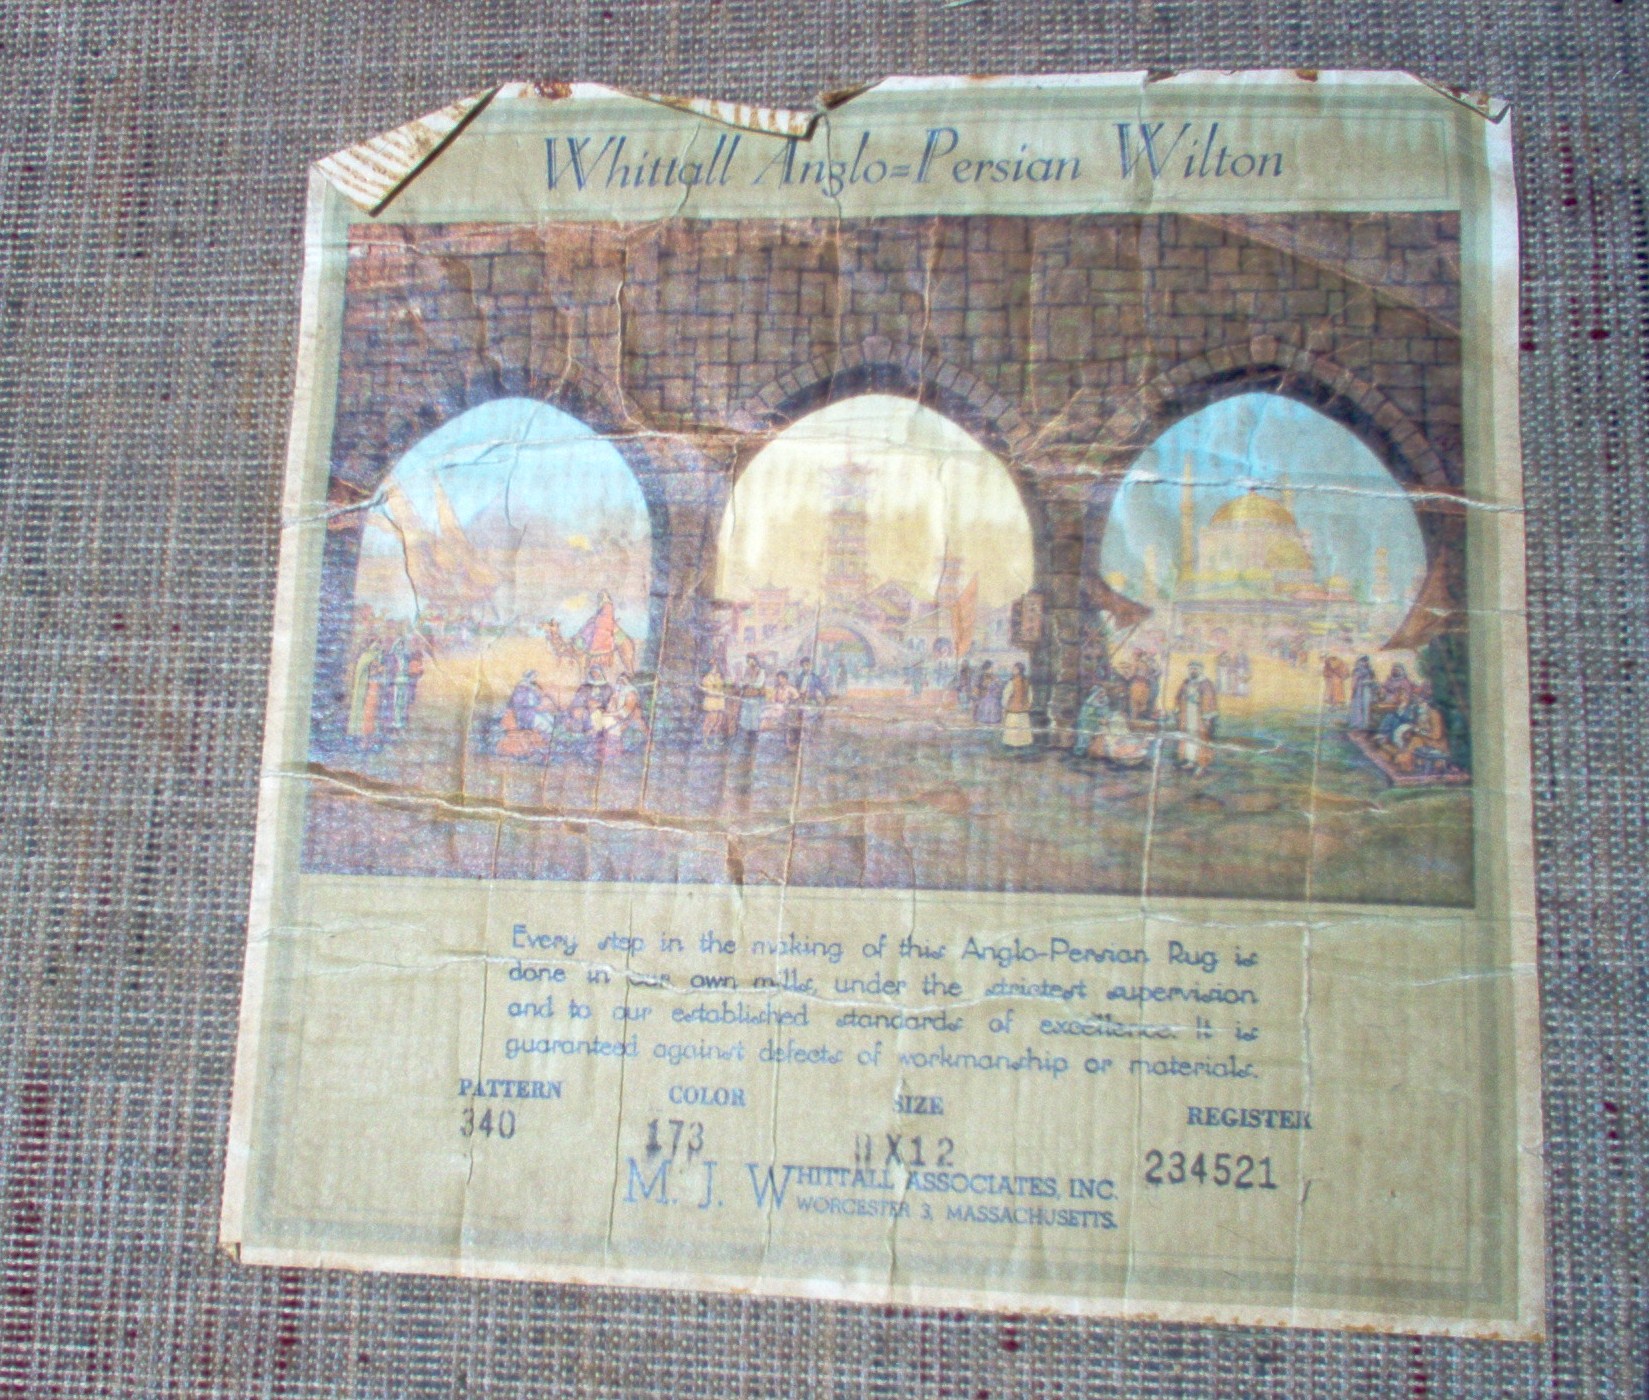 Whittall Anglo=Persian Wilton
Every step in the making of this Anglo-Persian Rug is
done in our own mills, under the strictest supervision
and to our established standards of excellence. It is
guaranteed against defects of workmanship or materials.
PATTERN COLOR SIZE REGISTER
340 173 11X12 234521
M. J. WHITTALL ASSOCIATES, INC.
WORCESTER 3, MASSACHUSETTS.